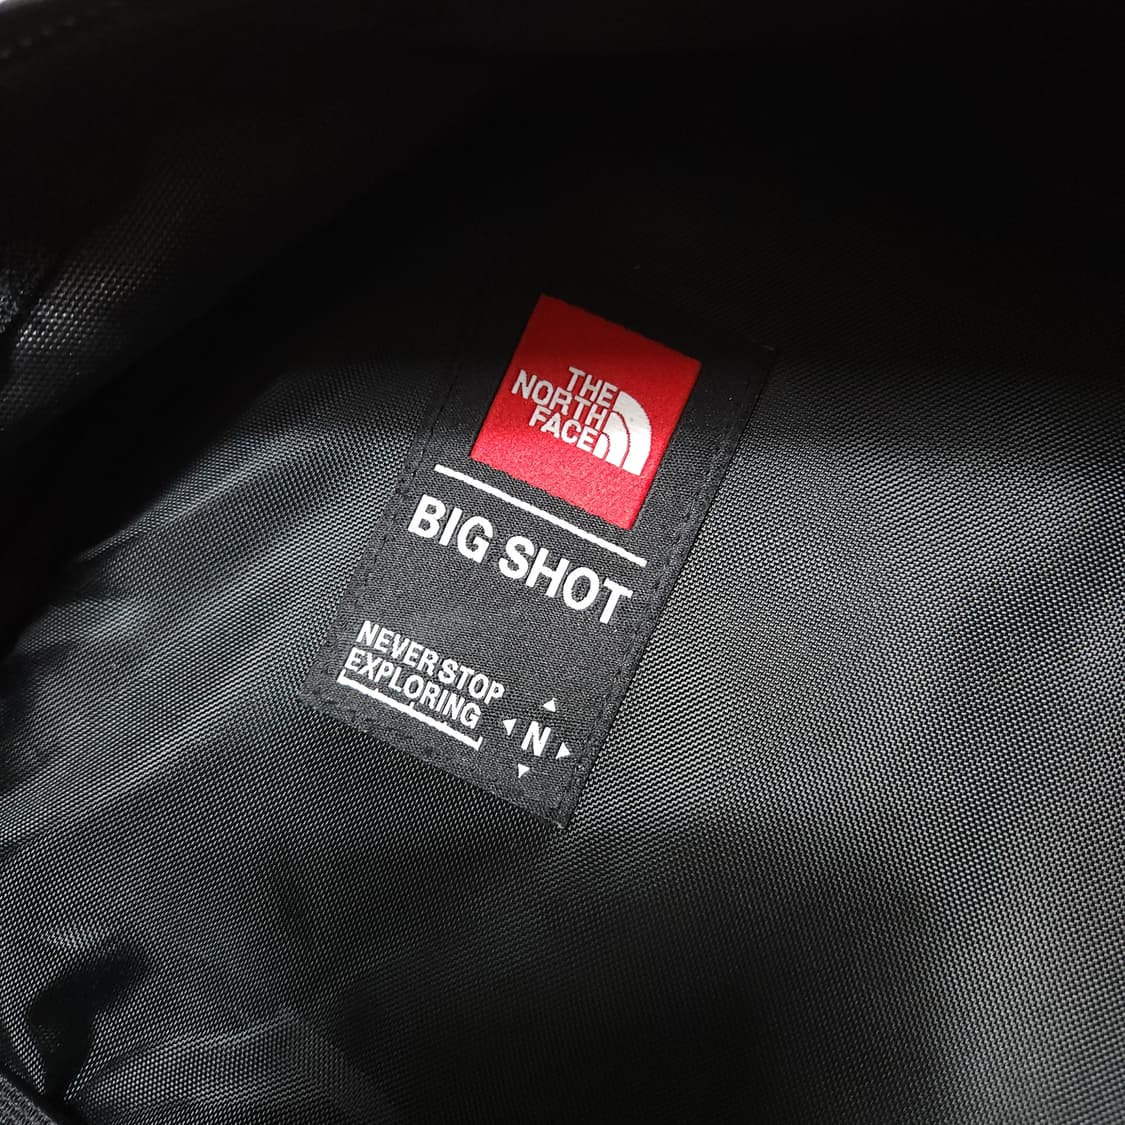 THE
NORTH
FACE
BIG SHOT
NEVER STOP
EXPLORING
N